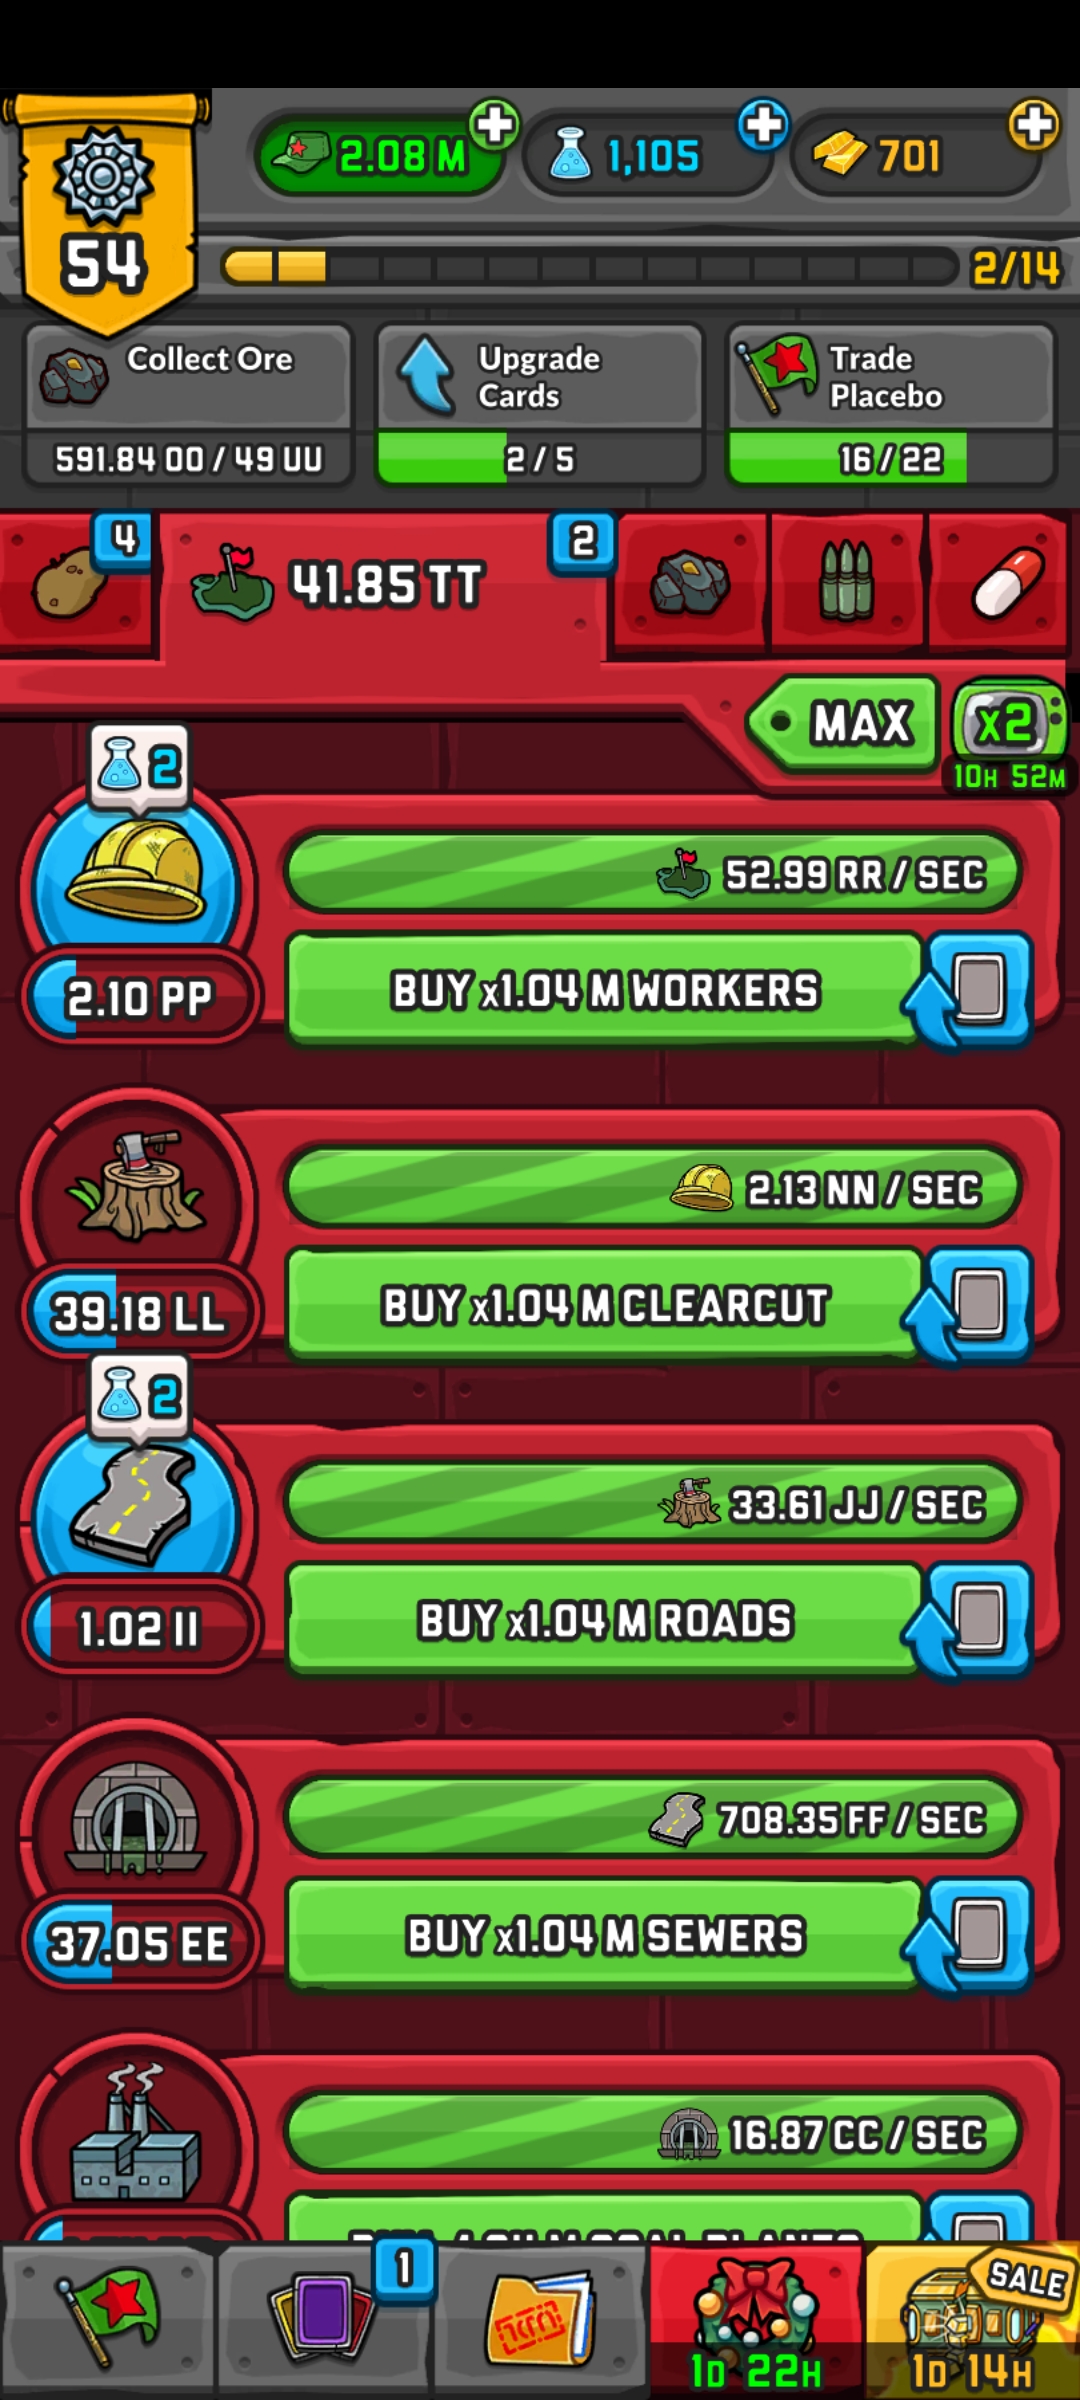 2.08 M
1,105
701
54
2/14
Collect Ore
591.84 OO / 49 UU
Upgrade
Cards
2 / 5
Trade
Placebo
16 / 22
4
41.85 TT
2
MAX
x2
10H 52M
2
52.99 RR / SEC
2.10 PP
BUY x1.04 M WORKERS
2.13 NN / SEC
39.18 LL
BUY x1.04 M CLEARCUT
2
33.61 JJ / SEC
1.02 II
BUY x1.04 M ROADS
708.35 FF / SEC
37.05 EE
BUY x1.04 M SEWERS
16.87 CC / SEC
1
SALE
1D 22H
1D 14H